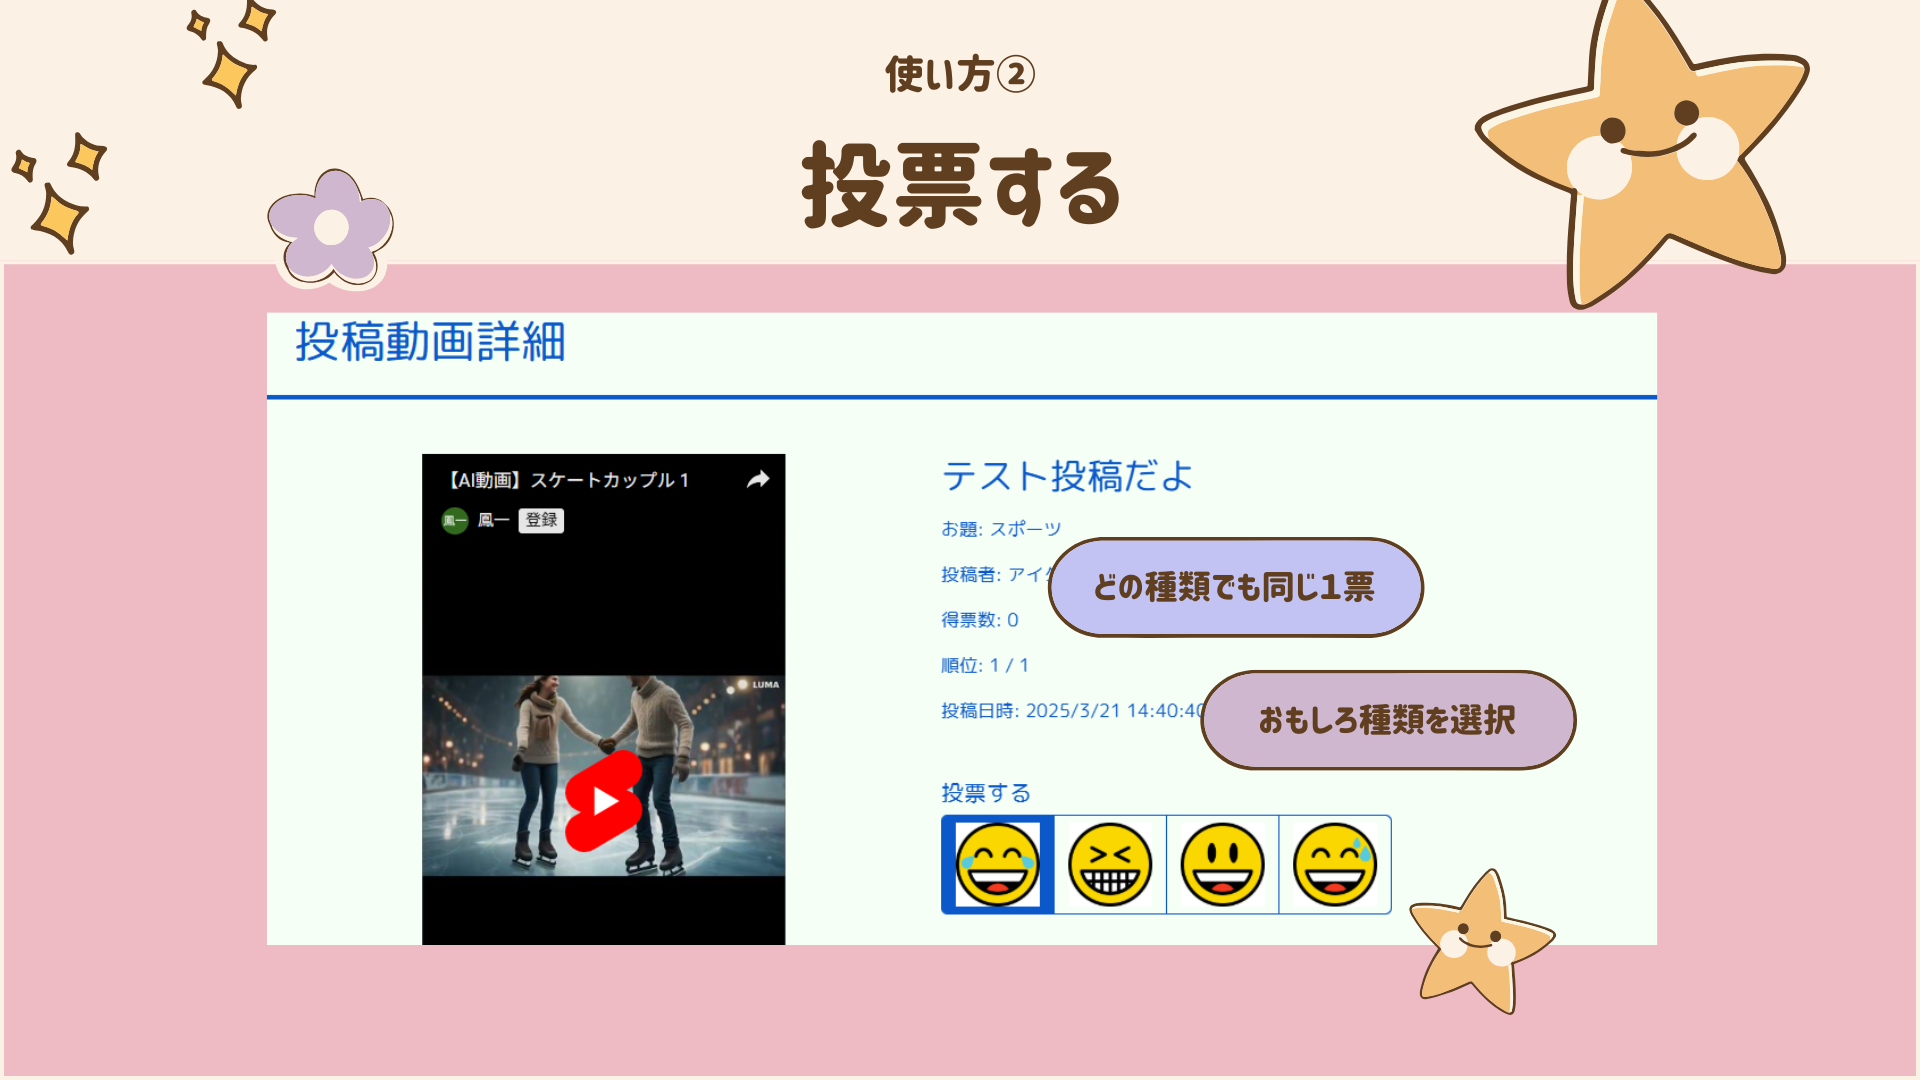 使い方②
投票する
投稿動画詳細
【AI動画】スケートカップル 1
鳳一 鳳一 登録
LUMA
テスト投稿だよ
お題: スポーツ
投稿者: アイ
どの種類でも同じ1票
得票数: 0
順位: 1 / 1
投稿日時: 2025/3/21 14:40:40
おもしろ種類を選択
投票する